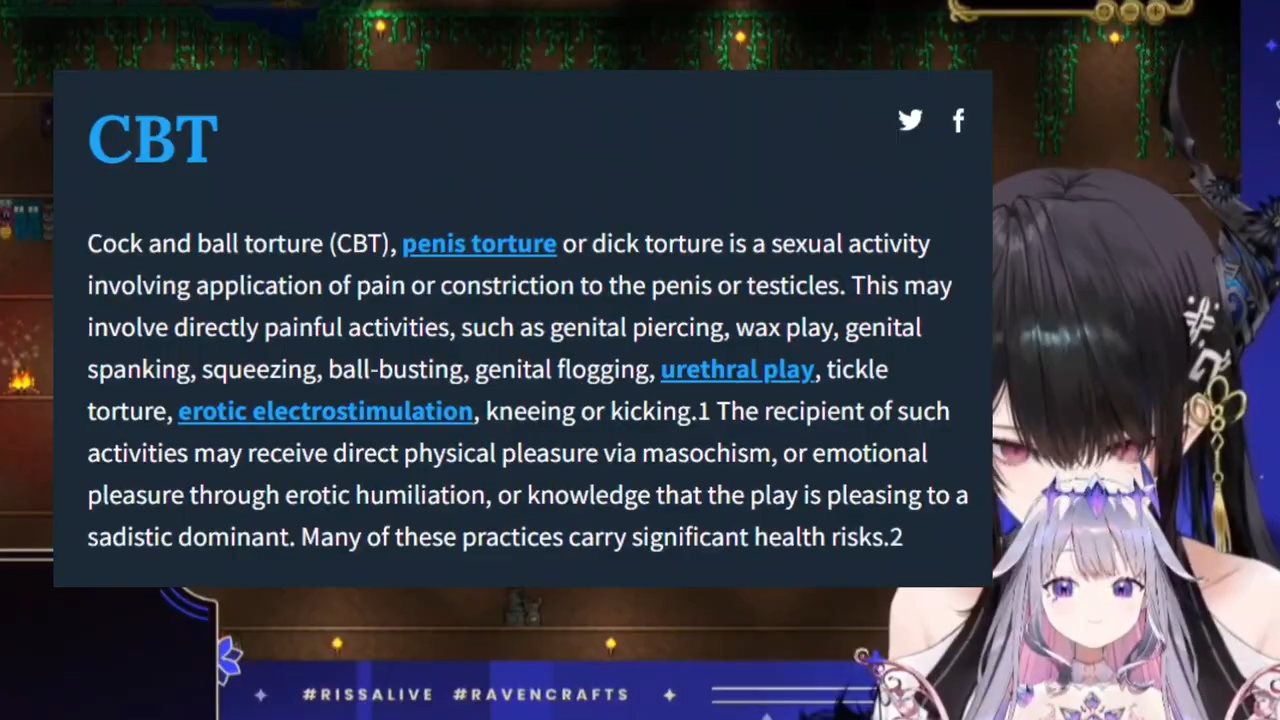 CBT
Cock and ball torture (CBT), penis torture or dick torture is a sexual activity
involving application of pain or constriction to the penis or testicles. This may
involve directly painful activities, such as genital piercing, wax play, genital
spanking, squeezing, ball-busting, genital flogging, urethral play, tickle
torture, erotic electrostimulation, kneeing or kicking.1 The recipient of such
activities may receive direct physical pleasure via masochism, or emotional
pleasure through erotic humiliation, or knowledge that the play is pleasing to a
sadistic dominant. Many of these practices carry significant health risks.2
#RISSALIVE #RAVENCRAFTS